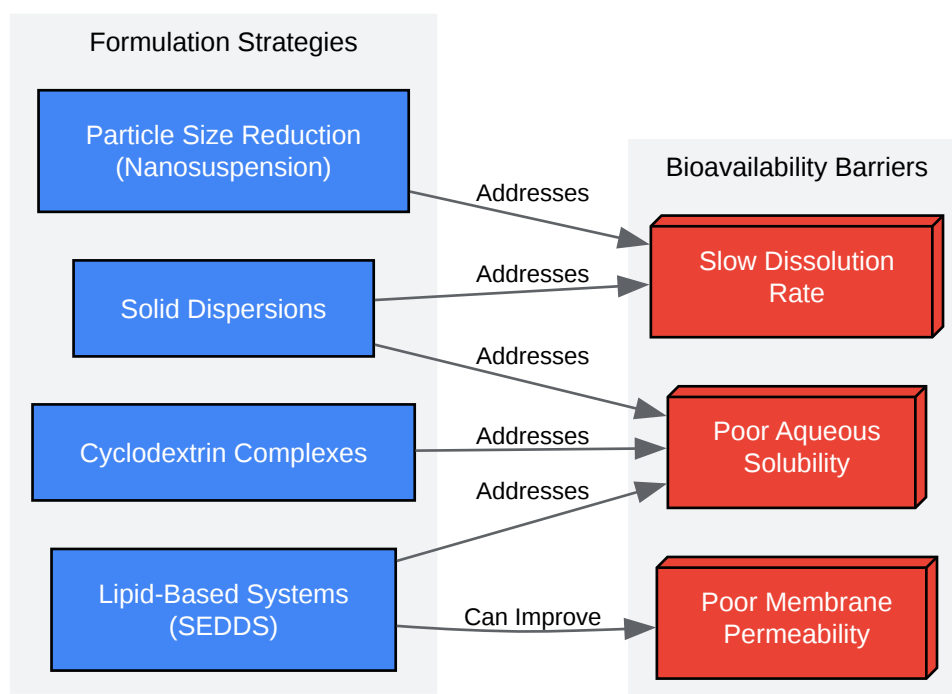 Formulation Strategies
Particle Size Reduction
(Nanosuspension)
Solid Dispersions
Cyclodextrin Complexes
Lipid-Based Systems
(SEDDS)
Addresses
Addresses
Addresses
Addresses
Addresses
Can Improve
Bioavailability Barriers
Slow Dissolution
Rate
Poor Aqueous
Solubility
Poor Membrane
Permeability